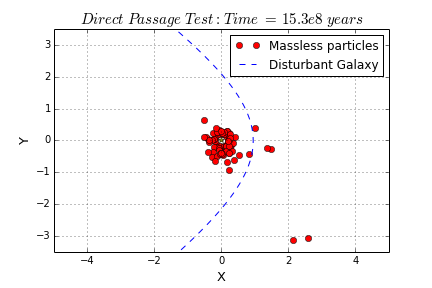 Direct Passage Test: Time = 15.3e8 years
Massless particles
Disturbant Galaxy
Y
3
2
1
0
−1
−2
−3
−4 −2 0 2 4
X